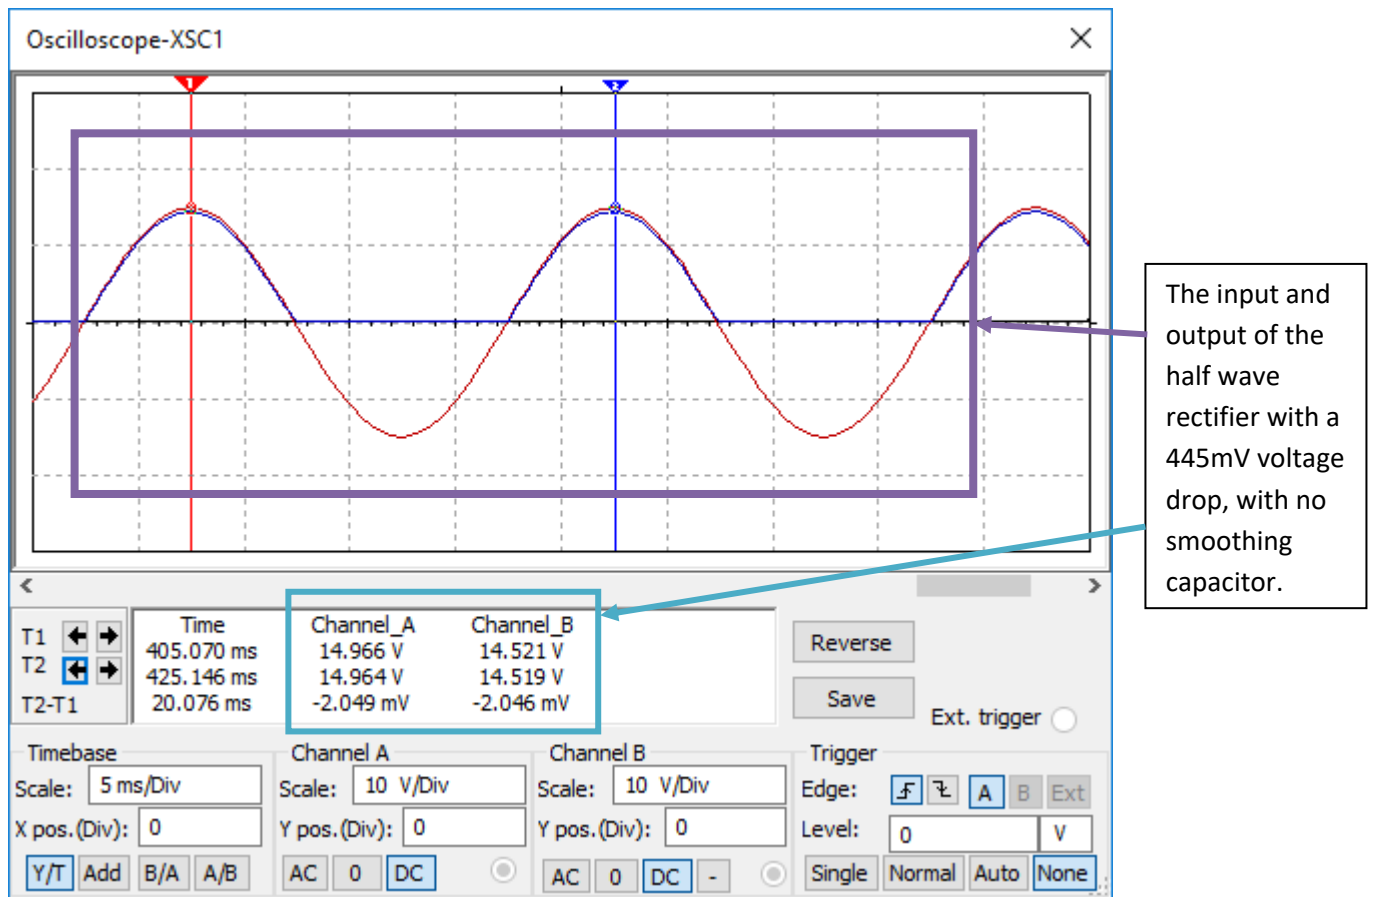 Oscilloscope-XSC1
1
2
The input and
output of the
half wave
rectifier with a
445mV voltage
drop, with no
smoothing
capacitor.
Time Channel_A Channel_B
T1 405.070 ms 14.966 V 14.521 V
T2 425.146 ms 14.964 V 14.519 V
T2-T1 20.076 ms -2.049 mV -2.046 mV
Reverse
Save
Ext. trigger
Timebase
Scale: 5 ms/Div
X pos.(Div): 0
Y/T Add B/A A/B
Channel A
Scale: 10 V/Div
Y pos.(Div): 0
AC 0 DC
Channel B
Scale: 10 V/Div
Y pos.(Div): 0
AC 0 DC -
Trigger
Edge: A B Ext
Level: 0 V
Single Normal Auto None